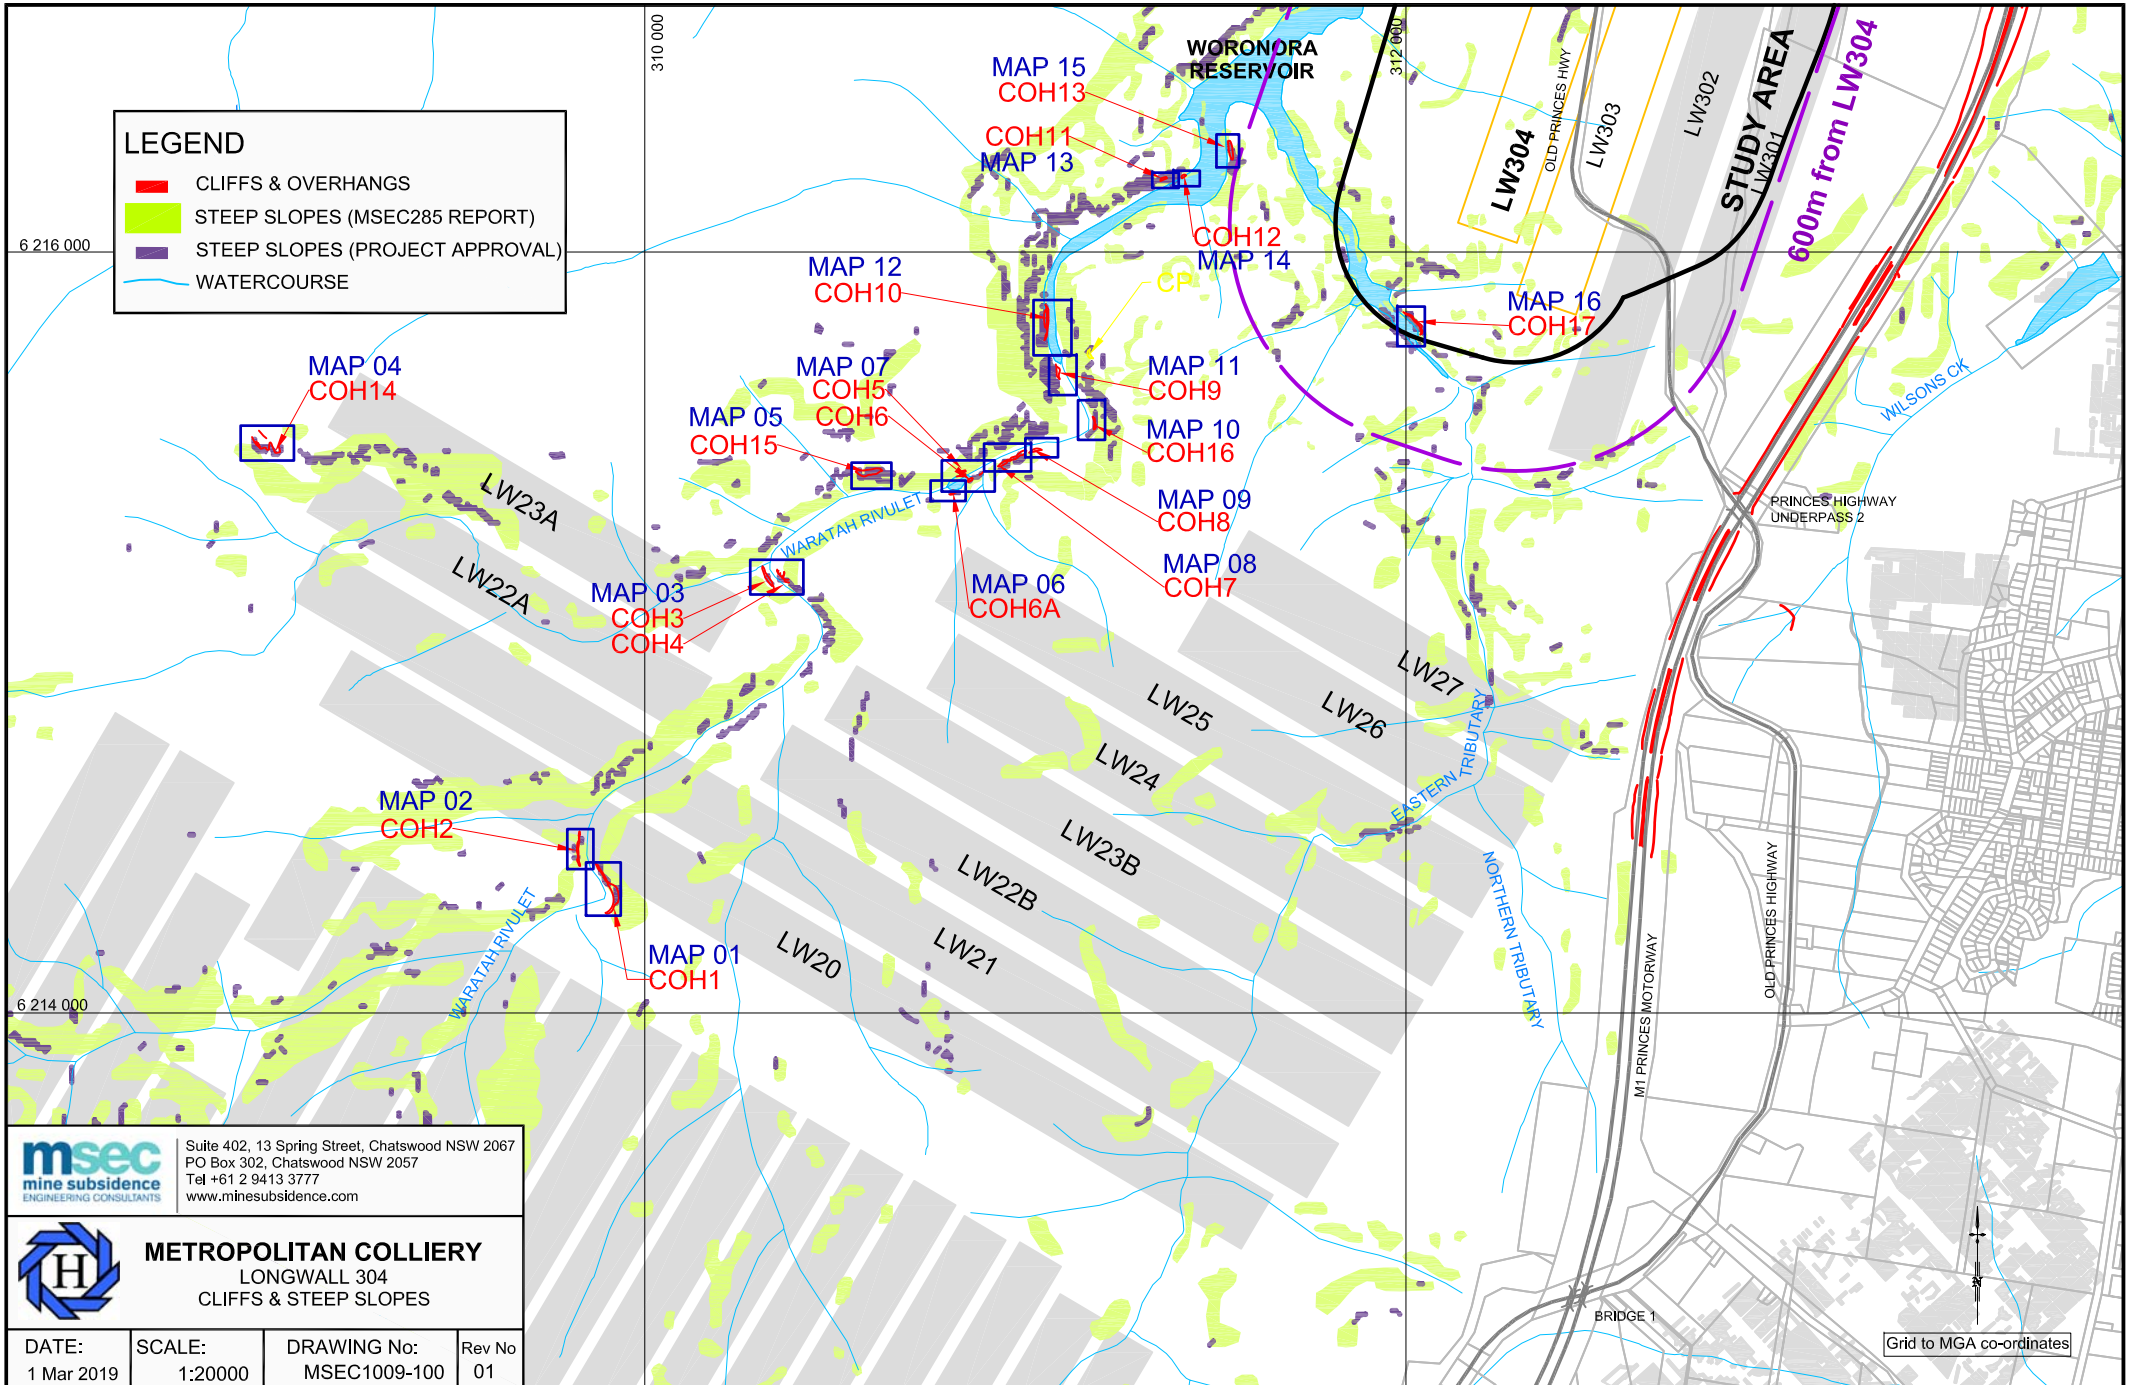 LEGEND
CLIFFS & OVERHANGS
STEEP SLOPES (MSEC285 REPORT)
STEEP SLOPES (PROJECT APPROVAL)
WATERCOURSE
310 000
312 000
6 216 000
6 214 000
WORONORA
RESERVOIR
MAP 15
COH13
COH11
MAP 13
COH12
MAP 14
MAP 12
COH10
CP
MAP 16
COH17
MAP 04
COH14
MAP 07
COH5
COH6
MAP 05
COH15
MAP 11
COH9
MAP 10
COH16
MAP 09
COH8
MAP 08
COH7
MAP 06
COH6A
MAP 03
COH3
COH4
MAP 02
COH2
MAP 01
COH1
LW304
OLD PRINCES HWY
LW303
LW302
LW301
STUDY AREA
600m from LW304
WILSONS CK
PRINCES HIGHWAY
UNDERPASS 2
LW23A
LW22A
WARATAH RIVULET
LW27
LW26
LW25
LW24
LW23B
LW22B
LW21
LW20
EASTERN TRIBUTARY
NORTHERN TRIBUTARY
WARATAH RIVULET
M1 PRINCES MOTORWAY
OLD PRINCES HIGHWAY
BRIDGE 1
Grid to MGA co-ordinates
msec
mine subsidence
ENGINEERING CONSULTANTS
Suite 402, 13 Spring Street, Chatswood NSW 2067
PO Box 302, Chatswood NSW 2057
Tel +61 2 9413 3777
www.minesubsidence.com
H
METROPOLITAN COLLIERY
LONGWALL 304
CLIFFS & STEEP SLOPES
DATE:
1 Mar 2019
SCALE:
1:20000
DRAWING No:
MSEC1009-100
Rev No
01